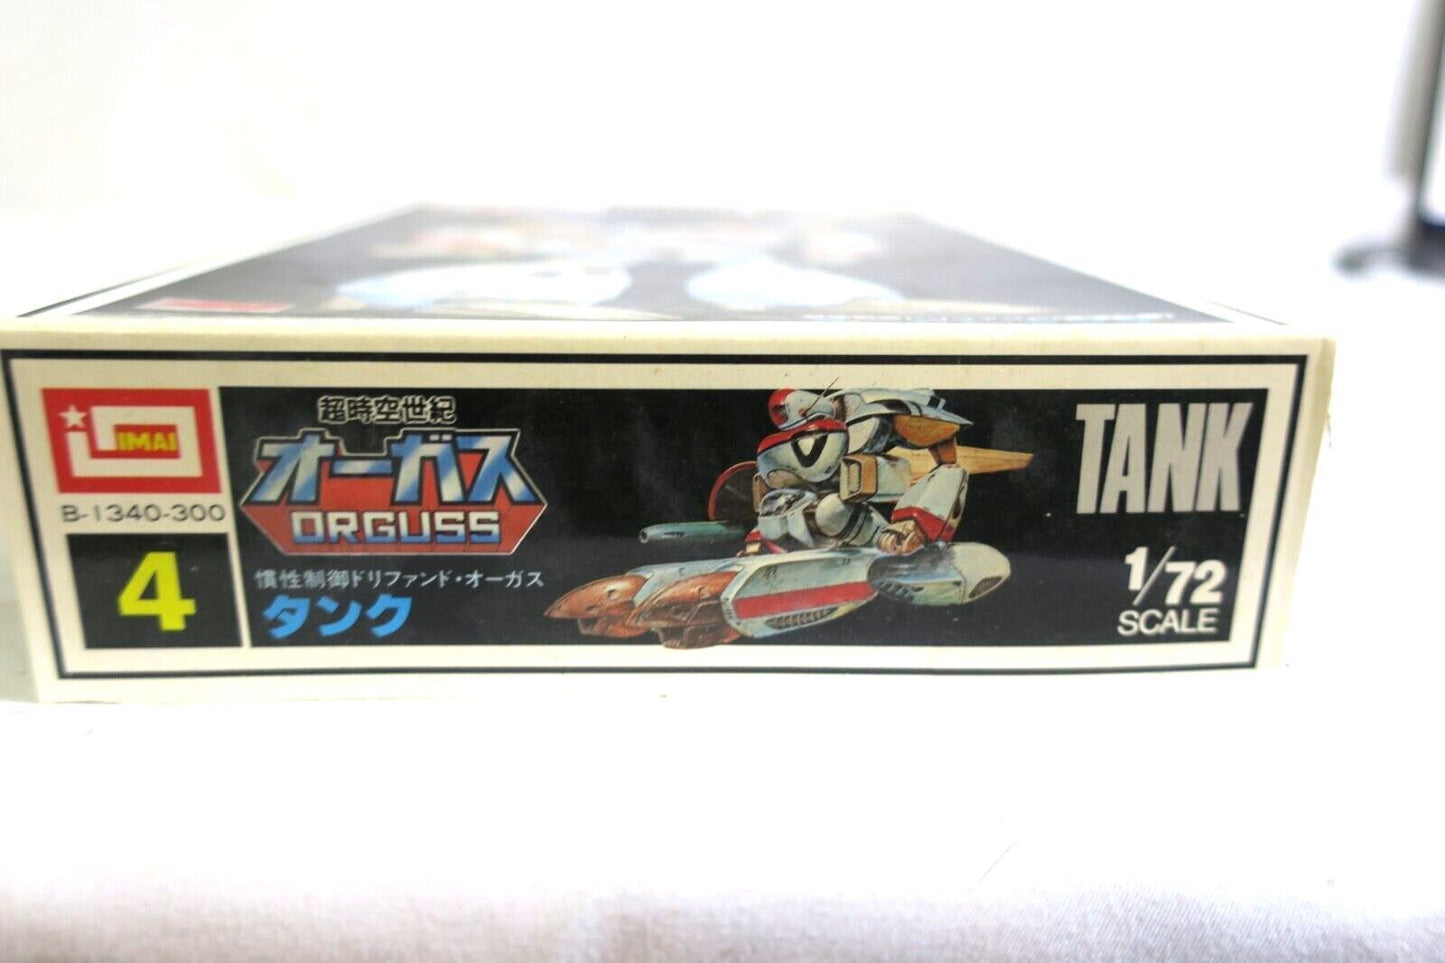 IMAI
B-1340-300
4
超時空世紀
オーガス
ORGUSS
慣性制御ドリファンド・オーガス
タンク
TANK
1/72
SCALE